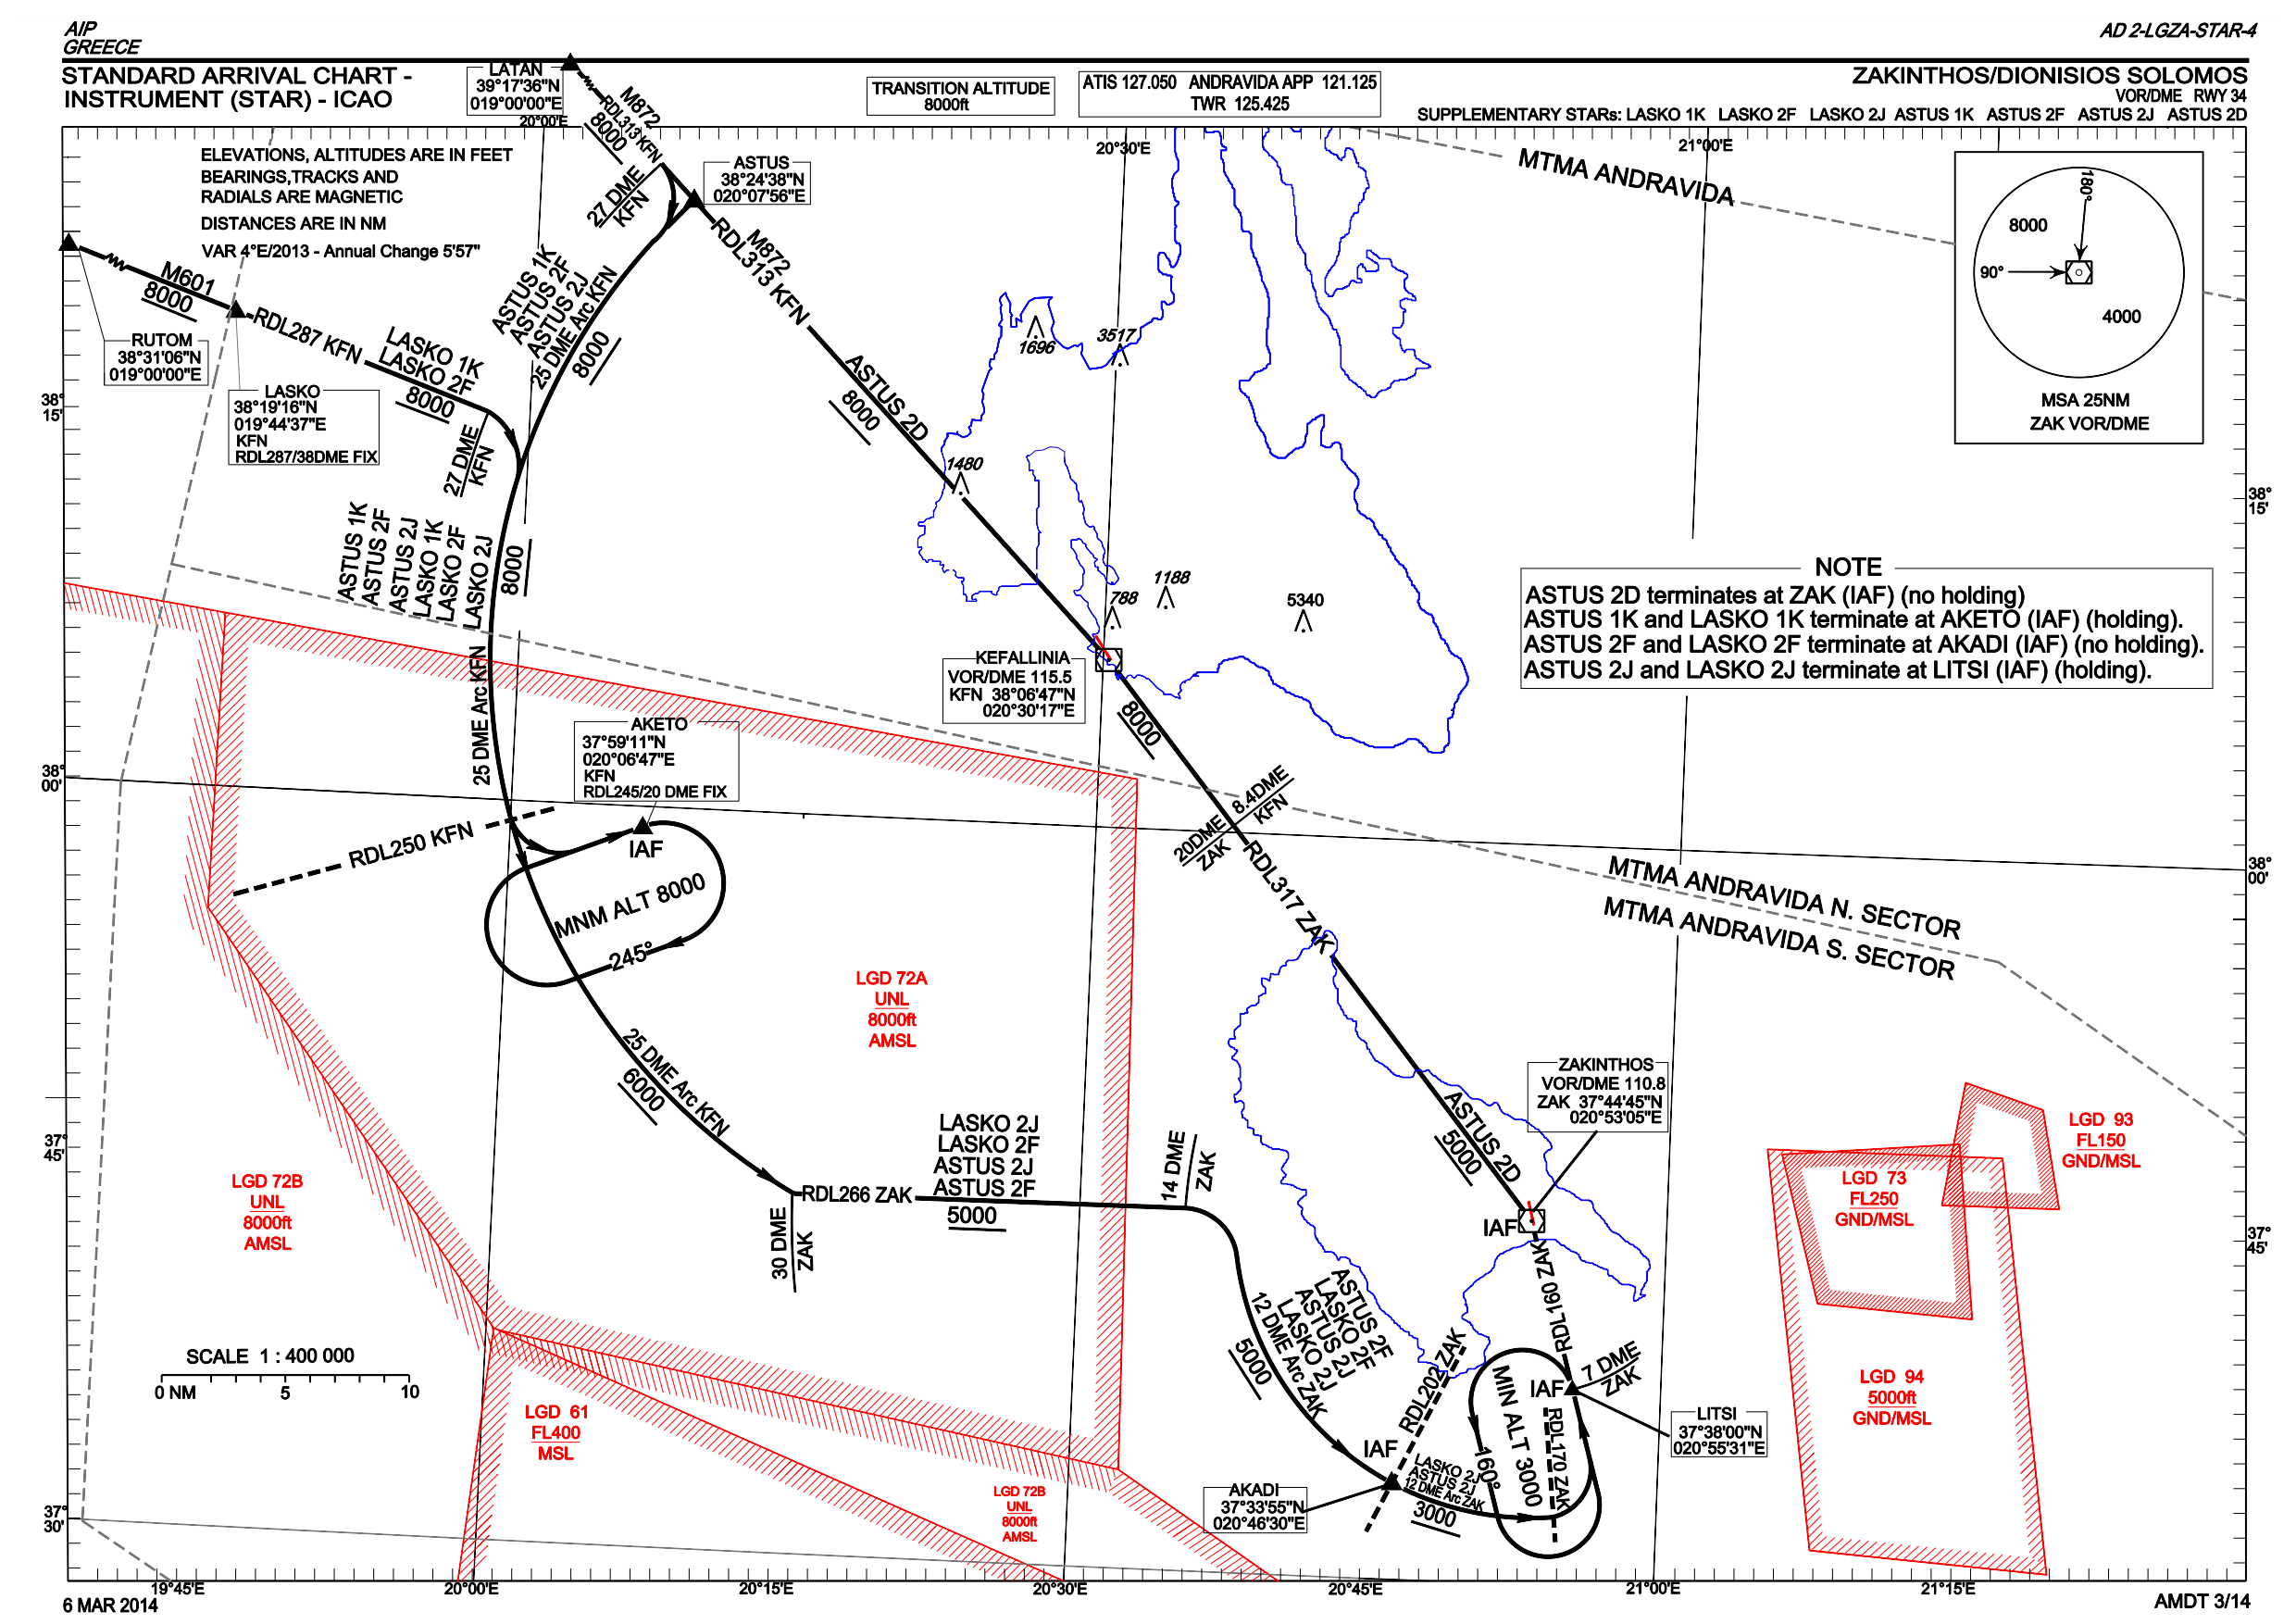 AIP
GREECE
AD 2-LGZA-STAR-4
STANDARD ARRIVAL CHART -
INSTRUMENT (STAR) - ICAO
LATAN
39°17'36"N
019°00'00"E
TRANSITION ALTITUDE
8000ft
ATIS 127.050 ANDRAVIDA APP 121.125
TWR 125.425
ZAKINTHOS/DIONISIOS SOLOMOS
VOR/DME RWY 34
SUPPLEMENTARY STARs: LASKO 1K LASKO 2F LASKO 2J ASTUS 1K ASTUS 2F ASTUS 2J ASTUS 2D
20°00'E
20°30'E
21°00'E
ELEVATIONS, ALTITUDES ARE IN FEET
BEARINGS,TRACKS AND
RADIALS ARE MAGNETIC
DISTANCES ARE IN NM
VAR 4°E/2013 - Annual Change 5'57"
M872
RDL313 KFN
8000
27 DME
KFN
ASTUS
38°24'38"N
020°07'56"E
M872
RDL313 KFN
MTMA ANDRAVIDA
180°
8000
90°
4000
MSA 25NM
ZAK VOR/DME
M601
8000
RUTOM
38°31'06"N
019°00'00"E
LASKO
38°19'16"N
019°44'37"E
KFN
RDL287/38DME FIX
RDL287 KFN
LASKO 1K
LASKO 2F
8000
27 DME
KFN
ASTUS 1K
ASTUS 2F
ASTUS 2J
25 DME Arc KFN
8000
ASTUS 2D
8000
1696
3517
1480
1188
788
5340
38°
15'
38°
15'
ASTUS 1K
ASTUS 2F
ASTUS 2J
LASKO 1K
LASKO 2F
LASKO 2J
8000
25 DME Arc KFN
NOTE
ASTUS 2D terminates at ZAK (IAF) (no holding)
ASTUS 1K and LASKO 1K terminate at AKETO (IAF) (holding).
ASTUS 2F and LASKO 2F terminate at AKADI (IAF) (no holding).
ASTUS 2J and LASKO 2J terminate at LITSI (IAF) (holding).
KEFALLINIA
VOR/DME 115.5
KFN 38°06'47"N
020°30'17"E
8000
AKETO
37°59'11"N
020°06'47"E
KFN
RDL245/20 DME FIX
38°
00'
38°
00'
RDL250 KFN
IAF
MNM ALT 8000
245°
8.4DME
KFN
20DME
ZAK
RDL317 ZAK
MTMA ANDRAVIDA N. SECTOR
MTMA ANDRAVIDA S. SECTOR
LGD 72A
UNL
8000ft
AMSL
25 DME Arc KFN
6000
ZAKINTHOS
VOR/DME 110.8
ZAK 37°44'45"N
020°53'05"E
ASTUS 2D
5000
IAF
LGD 93
FL150
GND/MSL
LGD 73
FL250
GND/MSL
LGD 94
5000ft
GND/MSL
37°
45'
37°
45'
LGD 72B
UNL
8000ft
AMSL
LASKO 2J
LASKO 2F
ASTUS 2J
ASTUS 2F
RDL266 ZAK
5000
30 DME
ZAK
14 DME
ZAK
ASTUS 2F
LASKO 2F
ASTUS 2J
LASKO 2J
12 DME Arc ZAK
5000
RDL160 ZAK
7 DME
ZAK
IAF
LITSI
37°38'00"N
020°55'31"E
RDL202 ZAK
MIN ALT 3000
RDL170 ZAK
160°
IAF
AKADI
37°33'55"N
020°46'30"E
LASKO 2J
ASTUS 2J
12 DME Arc ZAK
3000
SCALE 1 : 400 000
0 NM 5 10
LGD 61
FL400
MSL
LGD 72B
UNL
8000ft
AMSL
37°
30'
19°45'E
20°00'E
20°15'E
20°30'E
20°45'E
21°00'E
21°15'E
6 MAR 2014
AMDT 3/14